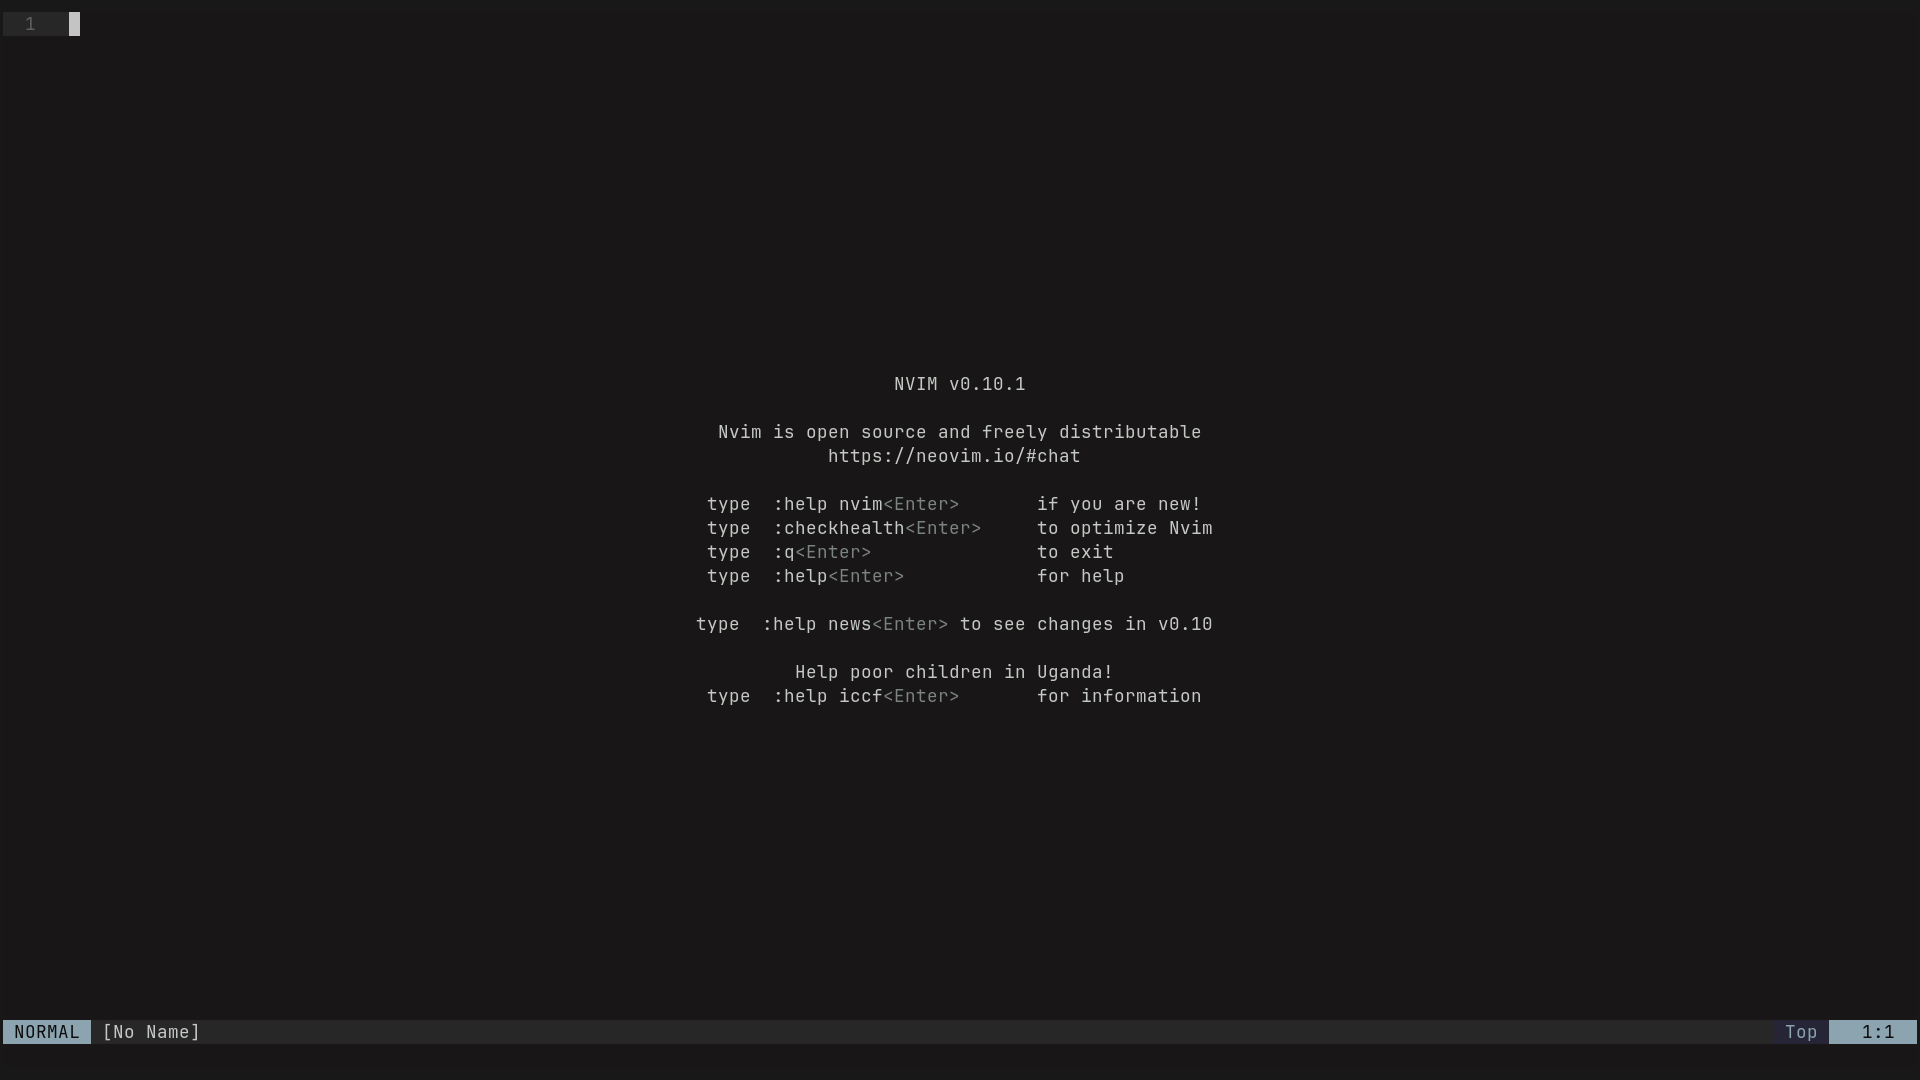 1
NVIM v0.10.1
Nvim is open source and freely distributable
https://neovim.io/#chat
type  :help nvim<Enter>       if you are new!
type  :checkhealth<Enter>     to optimize Nvim
type  :q<Enter>               to exit
type  :help<Enter>            for help
type  :help news<Enter> to see changes in v0.10
Help poor children in Uganda!
type  :help iccf<Enter>       for information
NORMAL  [No Name]  Top  1:1